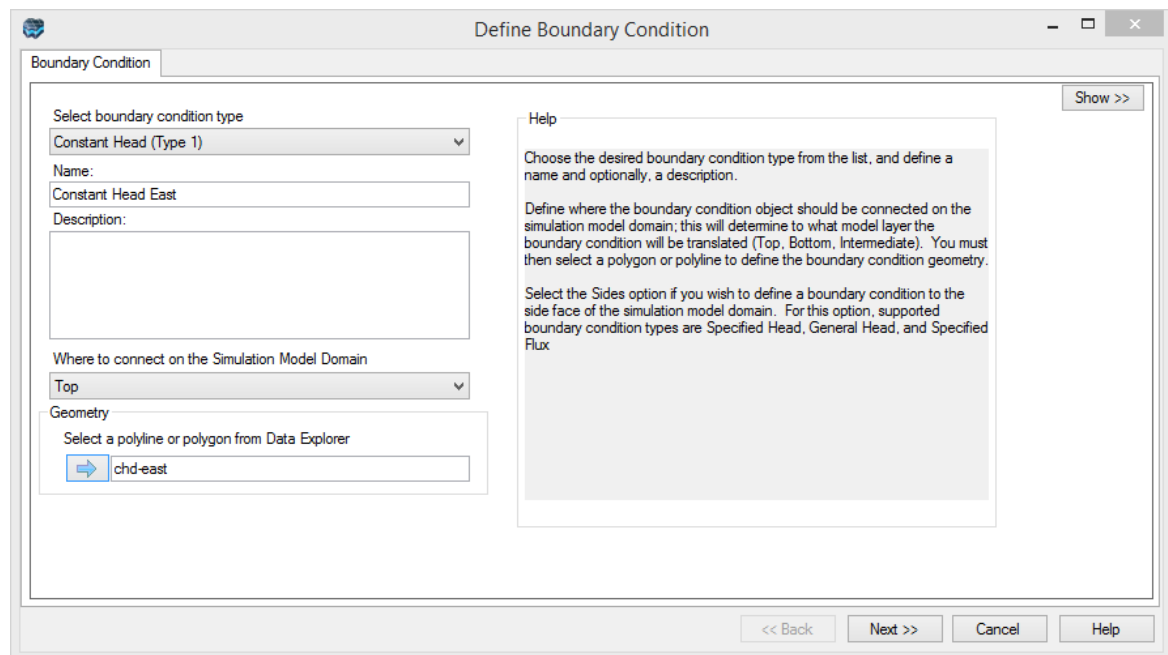 Define Boundary Condition
Boundary Condition
Show >>
Select boundary condition type
Constant Head (Type 1)
Name:
Constant Head East
Description:
Where to connect on the Simulation Model Domain
Top
Geometry
Select a polyline or polygon from Data Explorer
chd-east
Help
Choose the desired boundary condition type from the list, and define a
name and optionally, a description.
Define where the boundary condition object should be connected on the
simulation model domain; this will determine to what model layer the
boundary condition will be translated (Top, Bottom, Intermediate). You must
then select a polygon or polyline to define the boundary condition geometry.
Select the Sides option if you wish to define a boundary condition to the
side face of the simulation model domain. For this option, supported
boundary condition types are Specified Head, General Head, and Specified
Flux
<< Back
Next >>
Cancel
Help